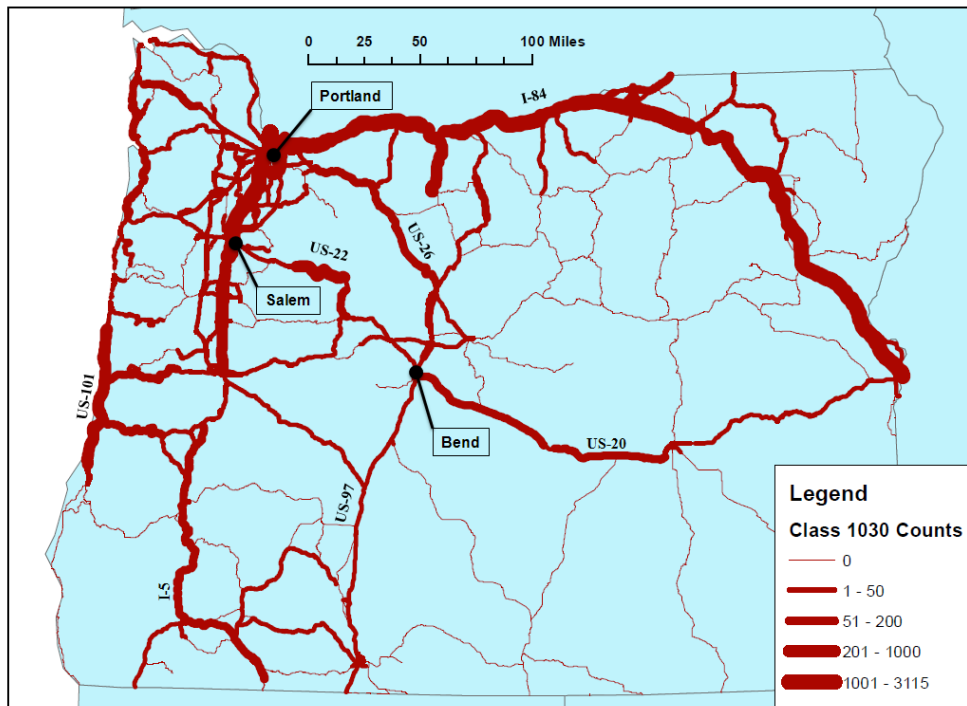 0 25 50 100 Miles
Portland
I-84
US-26
US-22
Salem
US-101
Bend
US-20
US-97
I-5
Legend
Class 1030 Counts
0
1 - 50
51 - 200
201 - 1000
1001 - 3115